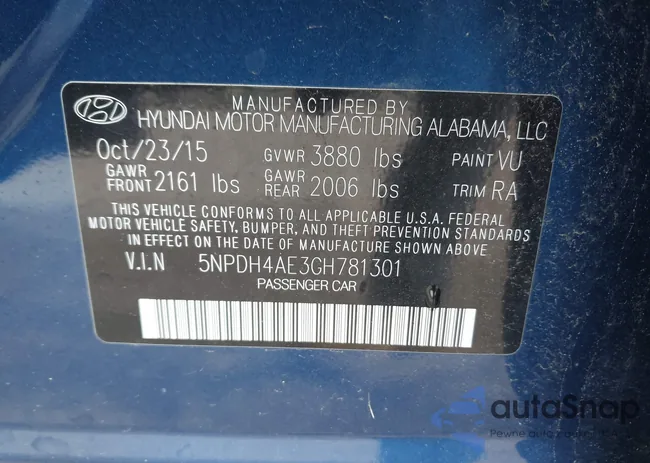 MANUFACTURED BY
HYUNDAI MOTOR MANUFACTURING ALABAMA, LLC
Oct/23/15 GVWR 3880 lbs PAINT VU
GAWR FRONT 2161 lbs GAWR REAR 2006 lbs TRIM RA
THIS VEHICLE CONFORMS TO ALL APPLICABLE U.S.A. FEDERAL
MOTOR VEHICLE SAFETY, BUMPER, AND THEFT PREVENTION STANDARDS
IN EFFECT ON THE DATE OF MANUFACTURE SHOWN ABOVE.
V.I.N 5NPDH4AE3GH781301
PASSENGER CAR
autoSnap
Pewne auta z